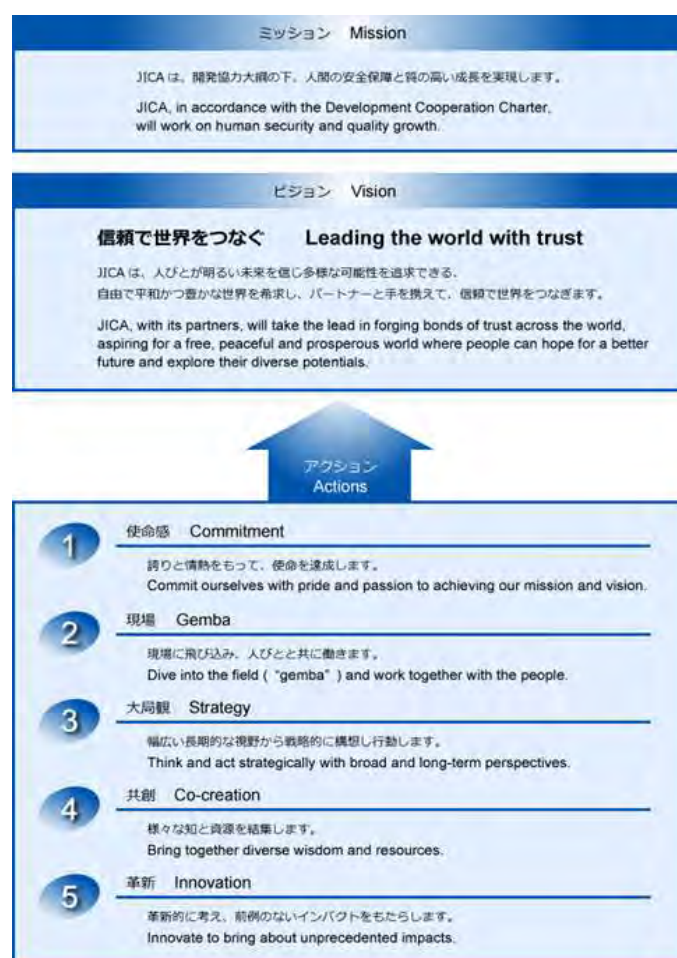 ミッション Mission
JICA は、開発協力大綱の下、人間の安全保障と質の高い成長を実現します。
JICA, in accordance with the Development Cooperation Charter,
will work on human security and quality growth.
ビジョン Vision
信頼で世界をつなぐ Leading the world with trust
JICA は、人びとが明るい未来を信じ多様な可能性を追求できる、
自由で平和かつ豊かな世界を希求し、パートナーと手を携えて、信頼で世界をつなぎます。
JICA, with its partners, will take the lead in forging bonds of trust across the world,
aspiring for a free, peaceful and prosperous world where people can hope for a better
future and explore their diverse potentials.
アクション
Actions
1 使命感 Commitment
誇りと情熱をもって、使命を達成します。
Commit ourselves with pride and passion to achieving our mission and vision.
2 現場 Gemba
現場に飛び込み、人びとと共に働きます。
Dive into the field ( “gemba” ) and work together with the people.
3 大局観 Strategy
幅広い長期的な視野から戦略的に構想し行動します。
Think and act strategically with broad and long-term perspectives.
4 共創 Co-creation
様々な知と資源を結集します。
Bring together diverse wisdom and resources.
5 革新 Innovation
革新的に考え、前例のないインパクトをもたらします。
Innovate to bring about unprecedented impacts.